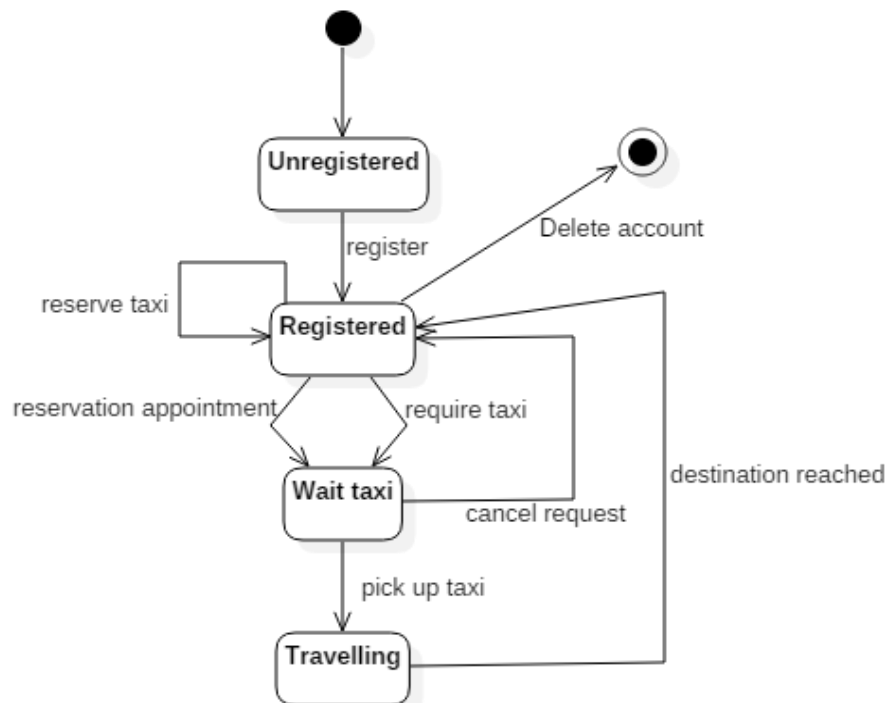 Unregistered
Delete account
register
reserve taxi
Registered
reservation appointment
require taxi
destination reached
Wait taxi
cancel request
pick up taxi
Travelling